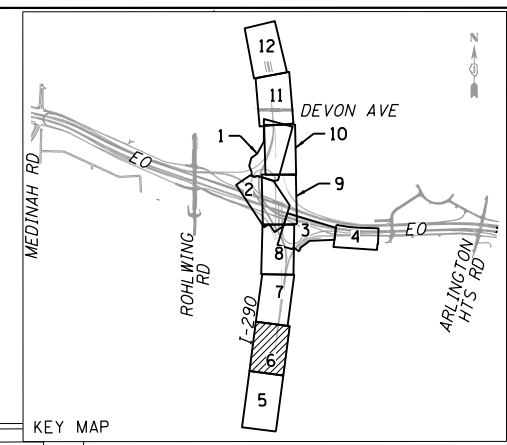 12
N
11
DEVON AVE
1
10
EO
MEDINAH RD
2
9
ROHLWING
RD
3
4
EO
8
ARLINGTON
HTS RD
7
I-290
6
5
KEY MAP